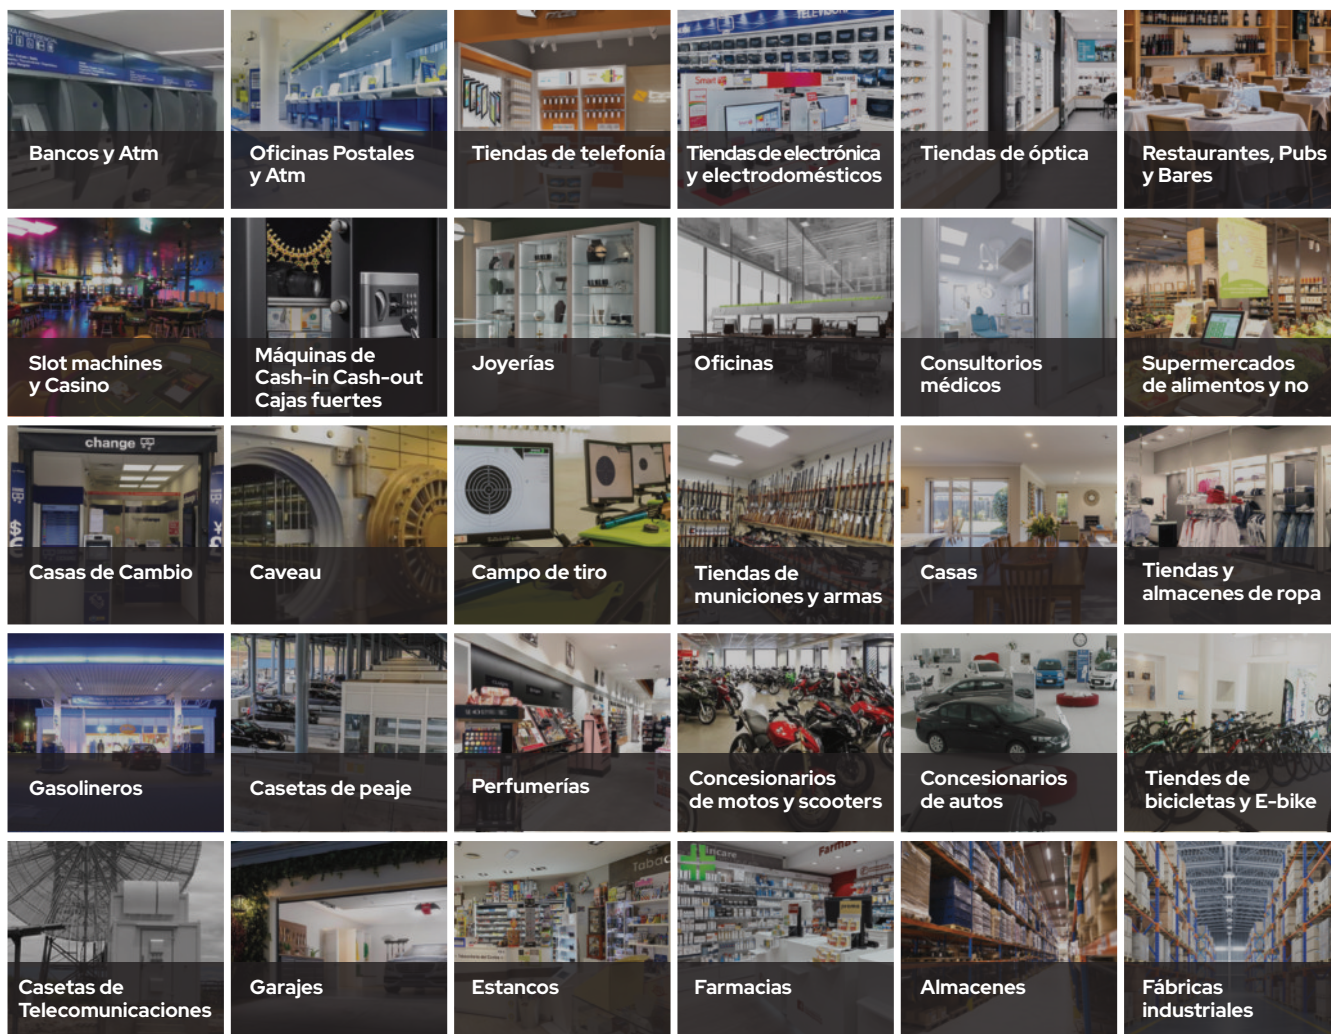 Bancos y Atm
Oficinas Postales
y Atm
Tiendas de telefonía
TELEVISORI
Smart
Tiendas de electrónica
y electrodomésticos
Tiendas de óptica
Restaurantes, Pubs
y Bares
Slot machines
y Casino
Máquinas de
Cash-in Cash-out
Cajas fuertes
Joyerías
Oficinas
Consultorios
médicos
Supermercados
de alimentos y no
change
Casas de Cambio
Caveau
Campo de tiro
Tiendas de
municiones y armas
Casas
Tiendas y
almacenes de ropa
Gasolineros
Casetas de peaje
Perfumerías
Concesionarios
de motos y scooters
Concesionarios
de autos
Tiendes de
bicicletas y E-bike
Casetas de
Telecomunicaciones
Garajes
Estancos
Farmacias
Almacenes
Fábricas
industriales